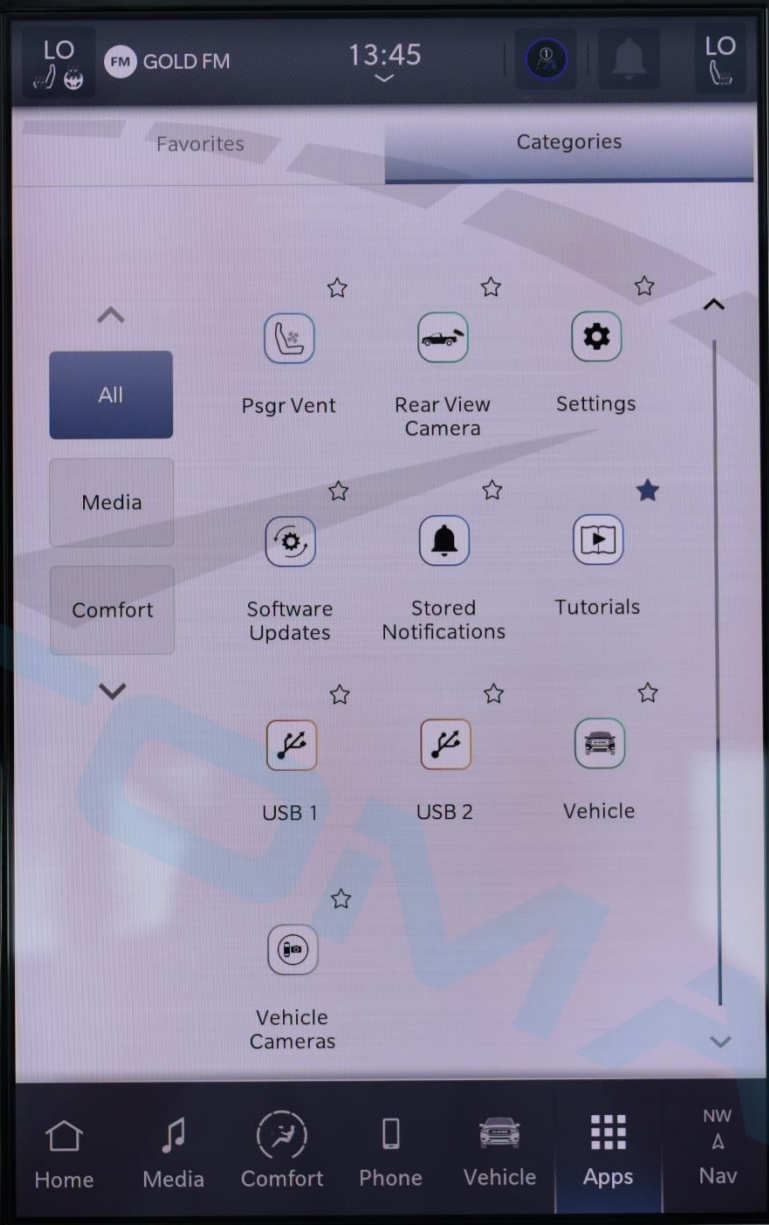 LO
FM GOLD FM
13:45
LO
Favorites
Categories
All
Media
Comfort
Psgr Vent
Rear View
Camera
Settings
Software
Updates
Stored
Notifications
Tutorials
USB 1
USB 2
Vehicle
Vehicle
Cameras
Home
Media
Comfort
Phone
Vehicle
Apps
NW
Nav